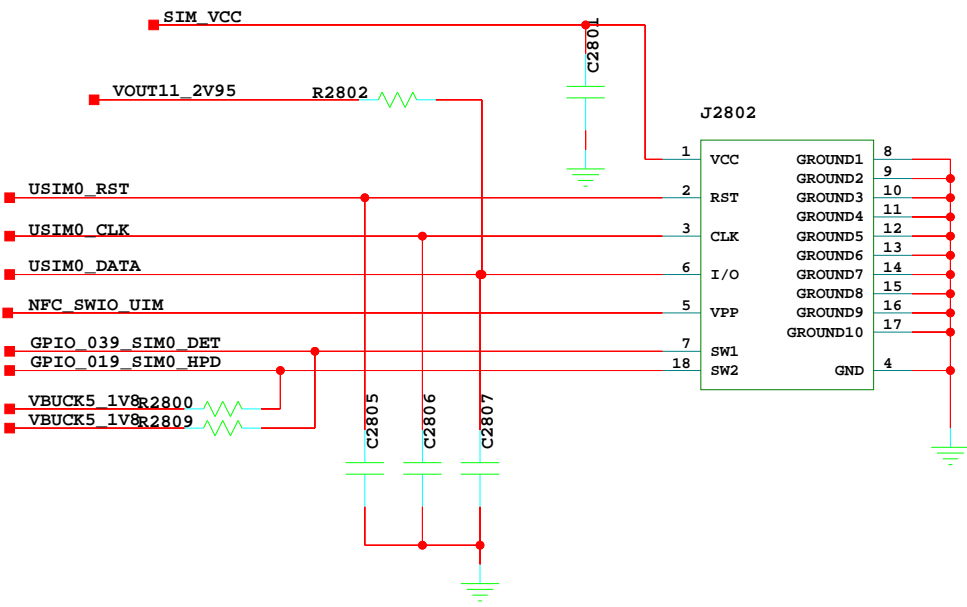 SIM_VCC
C2801
VOUT11_2V95
R2802
J2802
1 VCC GROUND1 8
GROUND2 9
USIM0_RST 2 RST GROUND3 10
GROUND4 11
USIM0_CLK 3 CLK GROUND5 12
GROUND6 13
USIM0_DATA 6 I/O GROUND7 14
GROUND8 15
NFC_SWIO_UIM 5 VPP GROUND9 16
GROUND10 17
GPIO_039_SIM0_DET 7 SW1
GPIO_019_SIM0_HPD 18 SW2 GND 4
VBUCK5_1V8 R2800
VBUCK5_1V8 R2809
C2805
C2806
C2807